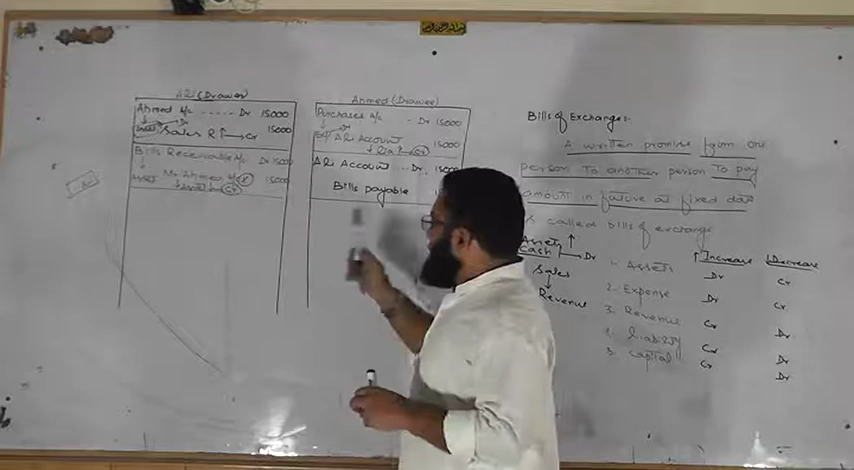 Ali (Drawer)
Ahmed A/c ----- Dr 15000
Sales R ↑ → Cr 15000
Bills Receivable A/c Dr 15000
Asset Mr Ahmed A/c 15000
Ahmed (Drawee)
Purchases A/c - Dr 15000
Ali Account 15000
Cr
Ali Account -- Dr.
Bills payable
Bills of Exchange:
A written promise from one
person to another person to pay
amount in future at fixed date
called bills of exchange
Assets ↑
Cash → Dr
Sales
Revenue
↑ Increase ↓ Decrease
1. Assets Dr Cr
2. Expense Dr Cr
3. Revenue Cr Dr
4. liability Cr Dr
5. Capital Cr Dr